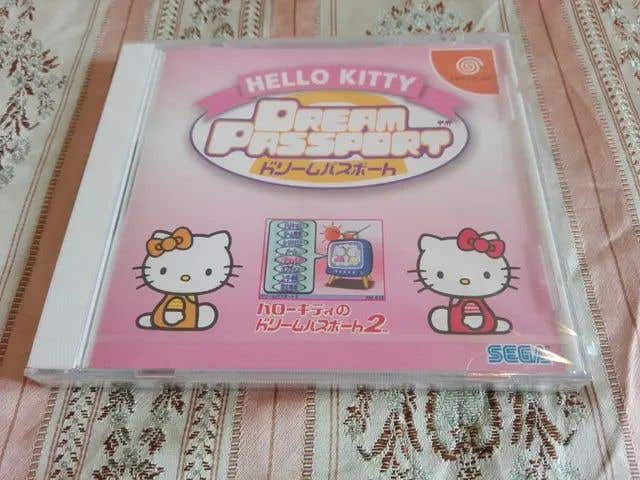 HELLO KITTY
DREAM
PASSPORT
ドリームパスポート
ハローキティの
ドリームパスポート2
SEGA